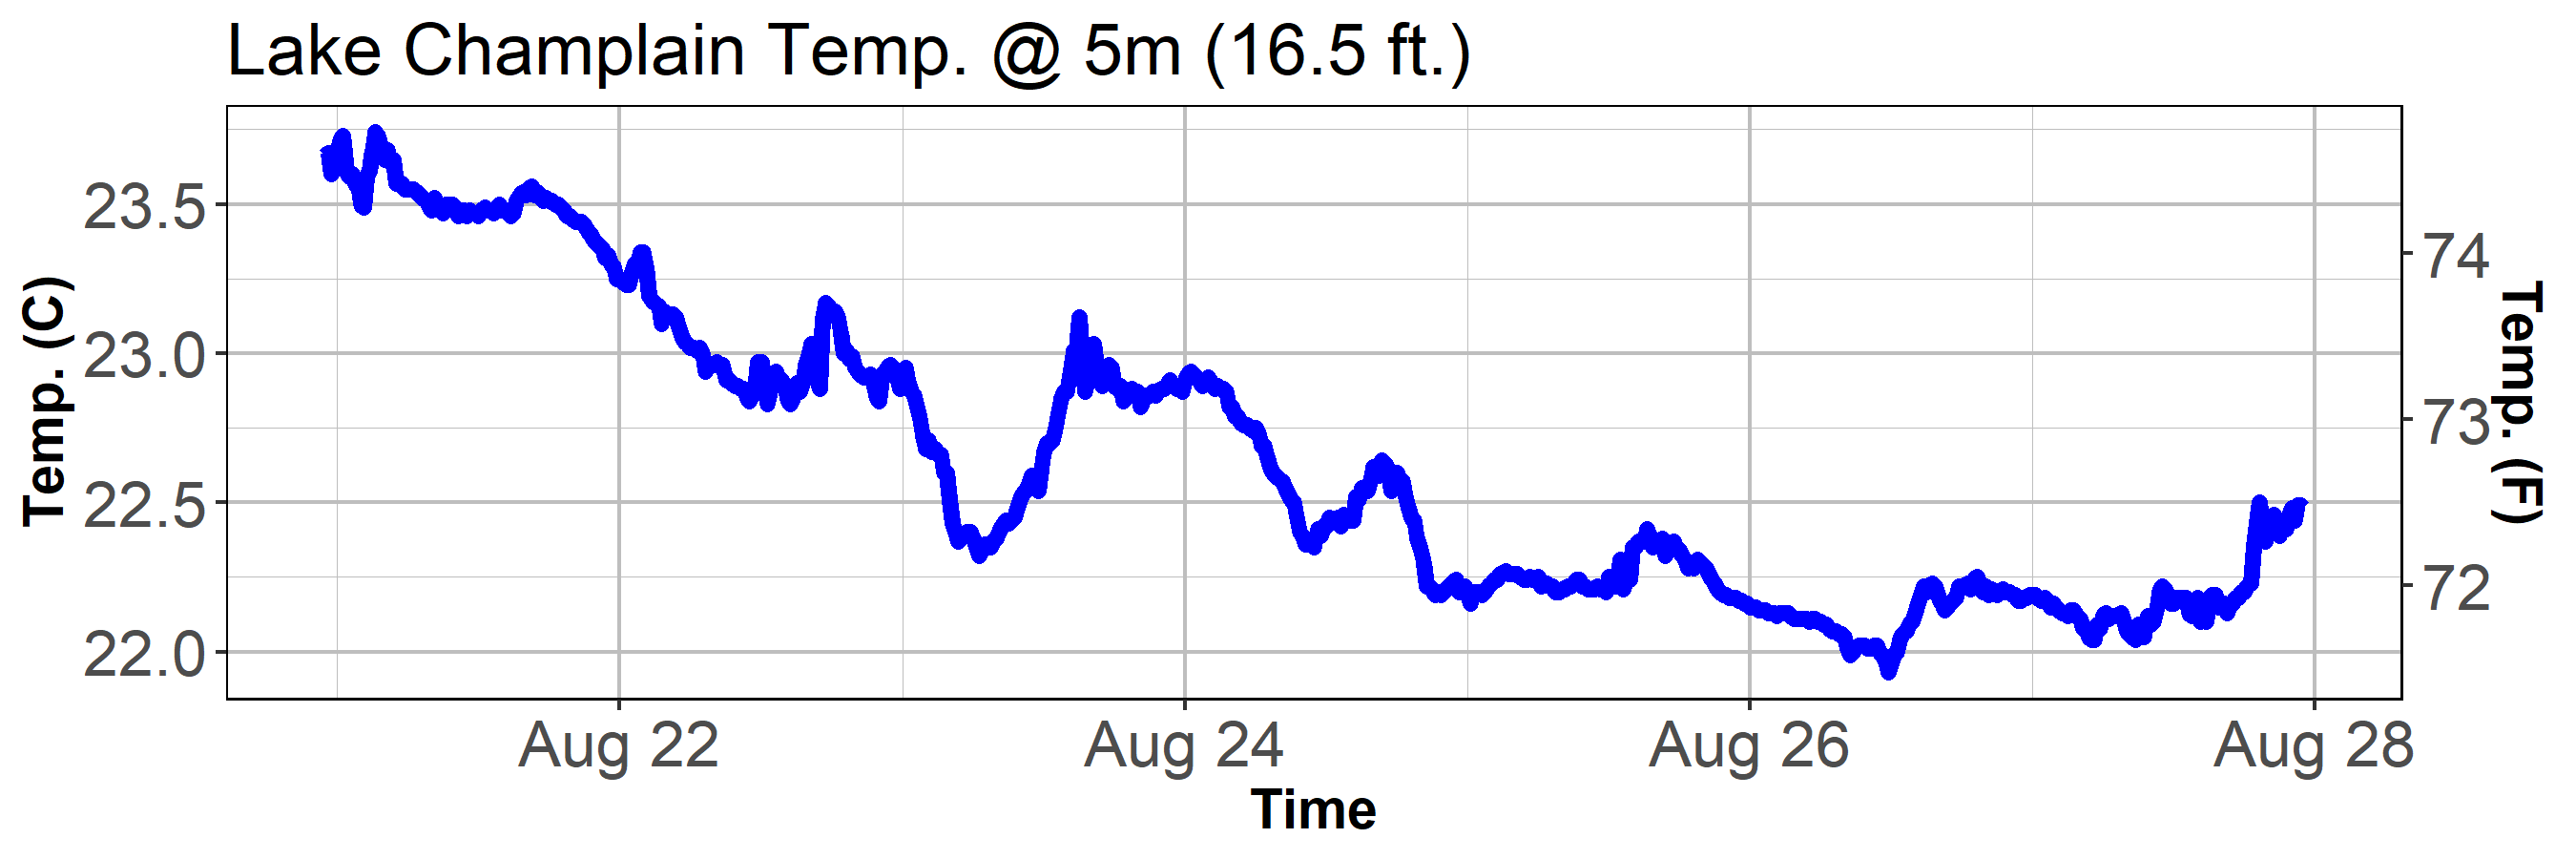 Lake Champlain Temp. @ 5m (16.5 ft.)
Temp. (C)
23.5
23.0
22.5
22.0
74
73
72
Temp. (F)
Aug 22
Aug 24
Aug 26
Aug 28
Time